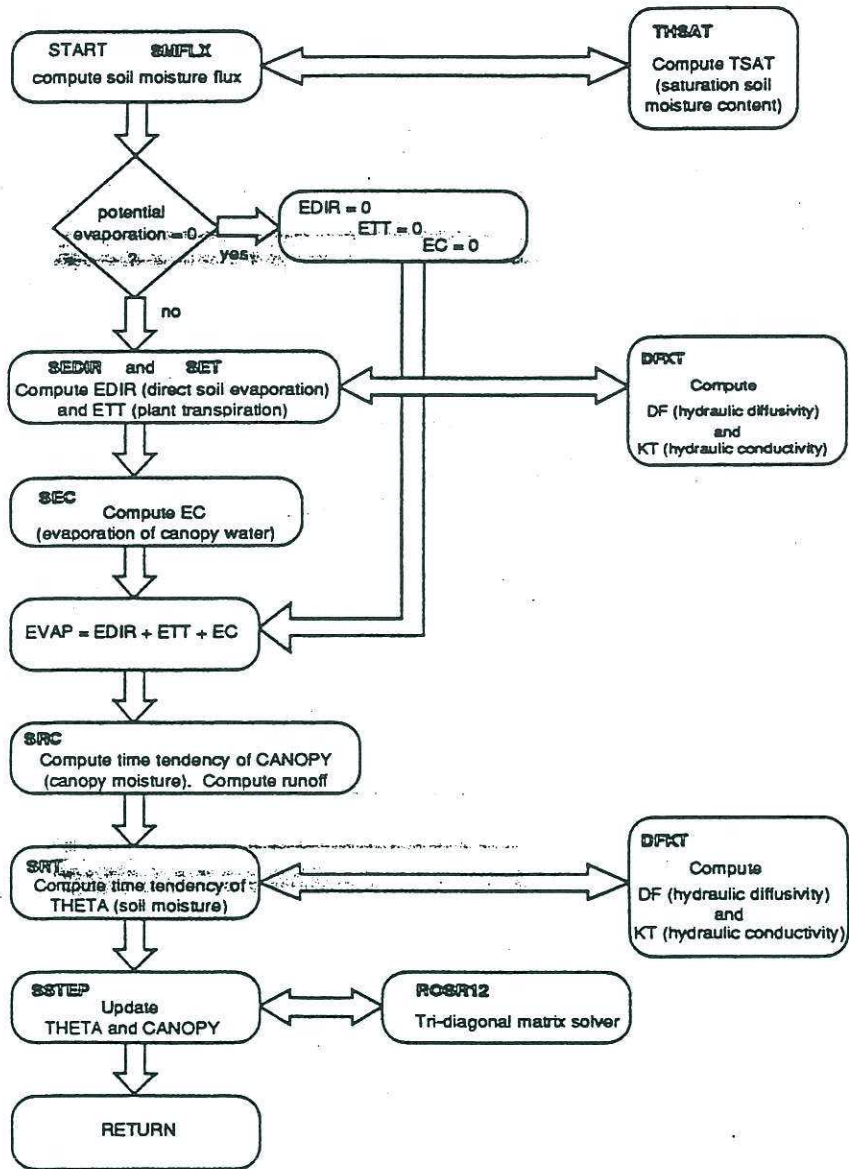 START SMFLX
compute soil moisture flux
THSAT
Compute TSAT
(saturation soil
moisture content)
potential
evaporation = 0
?
yes
EDIR = 0
ETT = 0
EC = 0
no
SEDIR and SET
Compute EDIR (direct soil evaporation)
and ETT (plant transpiration)
DFKT
Compute
DF (hydraulic diffusivity)
and
KT (hydraulic conductivity)
SEC
Compute EC
(evaporation of canopy water)
EVAP = EDIR + ETT + EC
SRC
Compute time tendency of CANOPY
(canopy moisture). Compute runoff
SRT
Compute time tendency of
THETA (soil moisture)
DFKT
Compute
DF (hydraulic diffusivity)
and
KT (hydraulic conductivity)
SSTEP
Update
THETA and CANOPY
ROSR12
Tri-diagonal matrix solver
RETURN